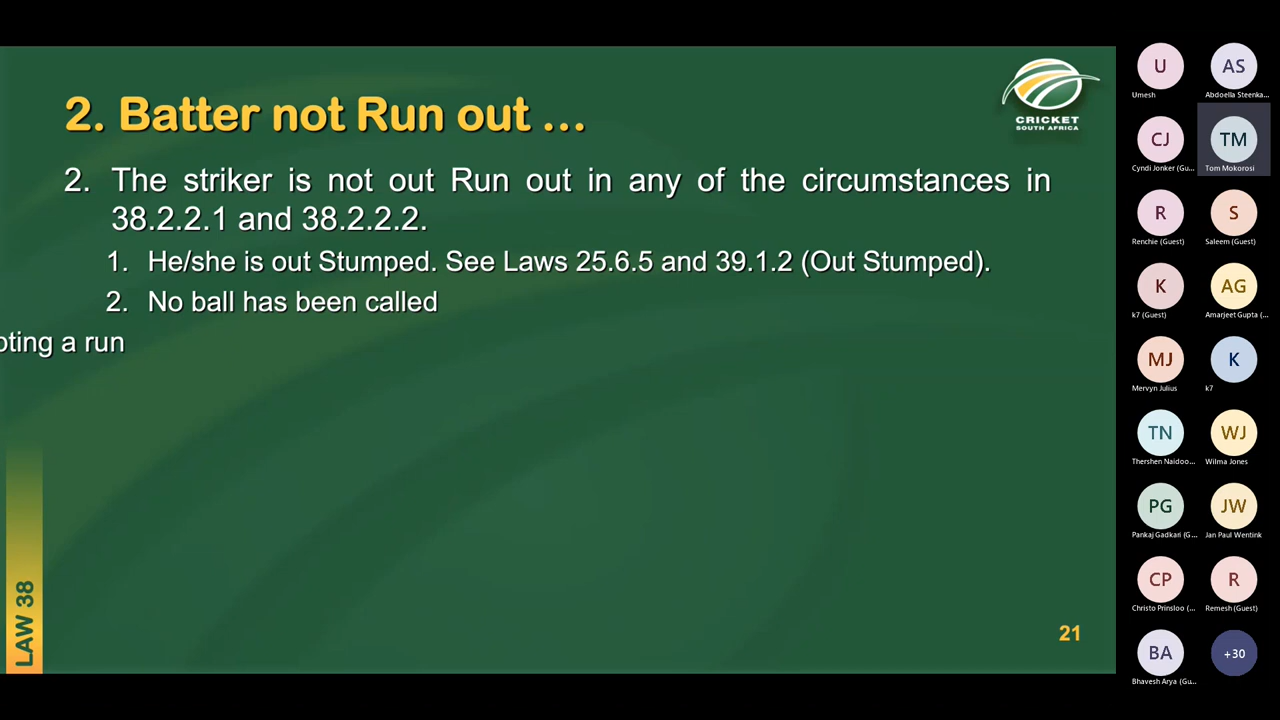 2. Batter not Run out ...
CRICKET
SOUTH AFRICA
2. The striker is not out Run out in any of the circumstances in
38.2.2.1 and 38.2.2.2.
1. He/she is out Stumped. See Laws 25.6.5 and 39.1.2 (Out Stumped).
2. No ball has been called
pting a run
LAW 38
21
U
Umesh
AS
Abdoella Steenka...
CJ
Cyndi Jonker (Gu...
TM
Tom Mokorosi
R
Renchie (Guest)
S
Saleem (Guest)
K
k7 (Guest)
AG
Amarjeet Gupta (...
MJ
Mervyn Julius
K
k7
TN
Thershen Naidoo...
WJ
Wilma Jones
PG
Pankaj Gadkari (G...
JW
Jan Paul Wentink
CP
Christo Prinsloo (...
R
Remesh (Guest)
BA
Bhavesh Arya (Gu...
+30